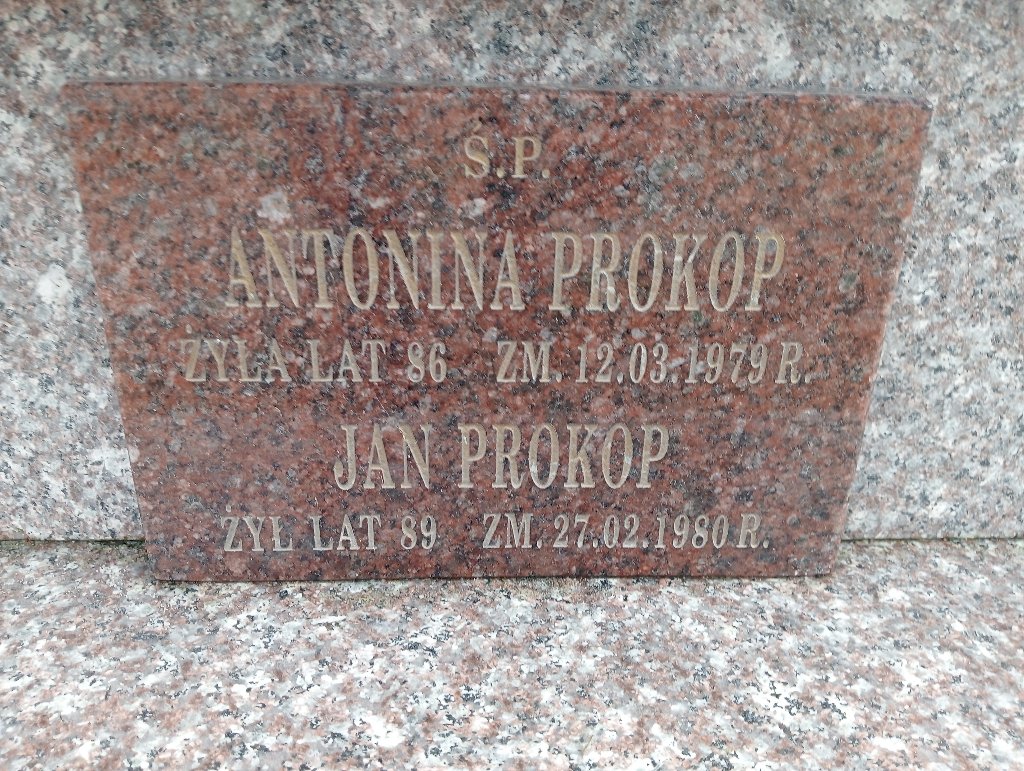 Ś.P.
ANTONINA PROKOP
ŻYŁA LAT 86 ZM. 12.03.1979 R.
JAN PROKOP
ŻYŁ LAT 89 ZM. 27.02.1980 R.